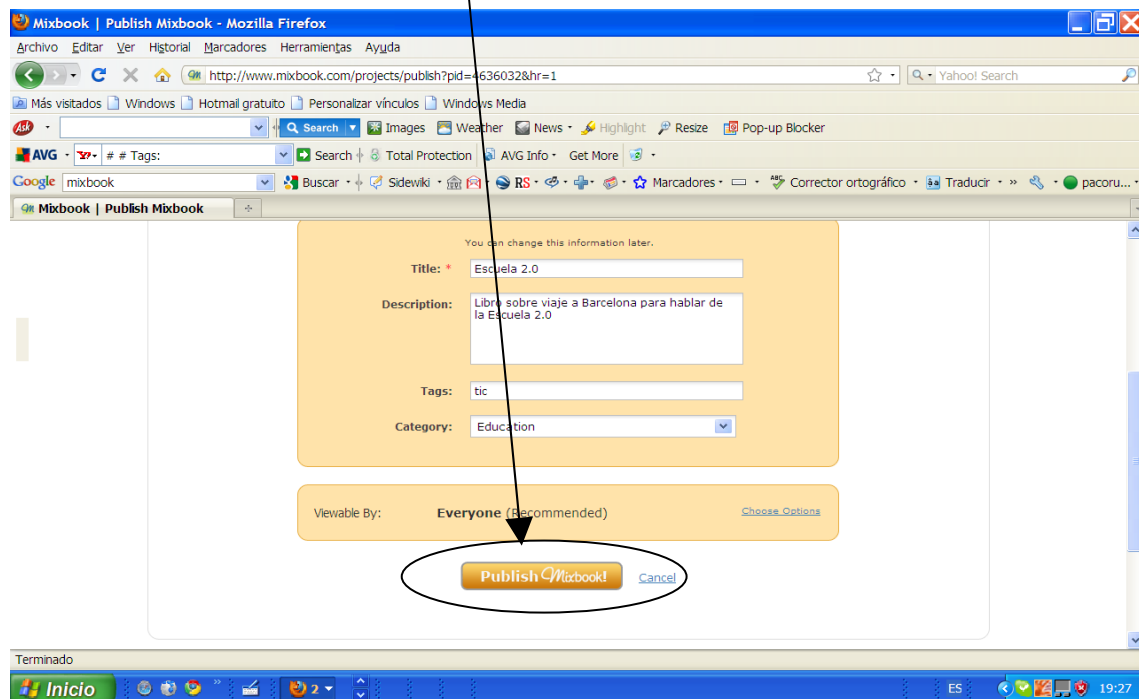 Mixbook | Publish Mixbook - Mozilla Firefox
Archivo Editar Ver Historial Marcadores Herramientas Ayuda
http://www.mixbook.com/projects/publish?pid=4636032&hr=1 Yahoo! Search
Más visitados Windows Hotmail gratuito Personalizar vínculos Windows Media
Ask Search Images Weather News Highlight Resize Pop-up Blocker
AVG Y7 # # Tags: Search Total Protection AVG Info Get More
Google mixbook Buscar Sidewiki RS Marcadores ABC Corrector ortográfico aa Traducir » pacoru...
Mixbook | Publish Mixbook
You can change this information later.
Title: * Escuela 2.0
Description: Libro sobre viaje a Barcelona para hablar de
la Escuela 2.0
Tags: tic
Category: Education
Viewable By: Everyone (Recommended) Choose Options
Publish Mixbook! Cancel
Terminado
Inicio » 2 ES 19:27